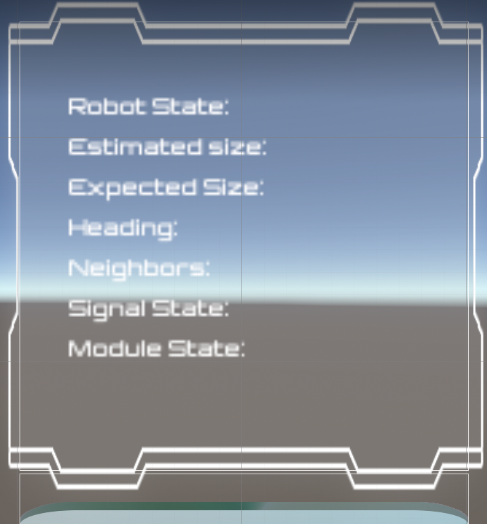 Robot State:
Estimated size:
Expected Size:
Heading:
Neighbors:
Signal State:
Module State: